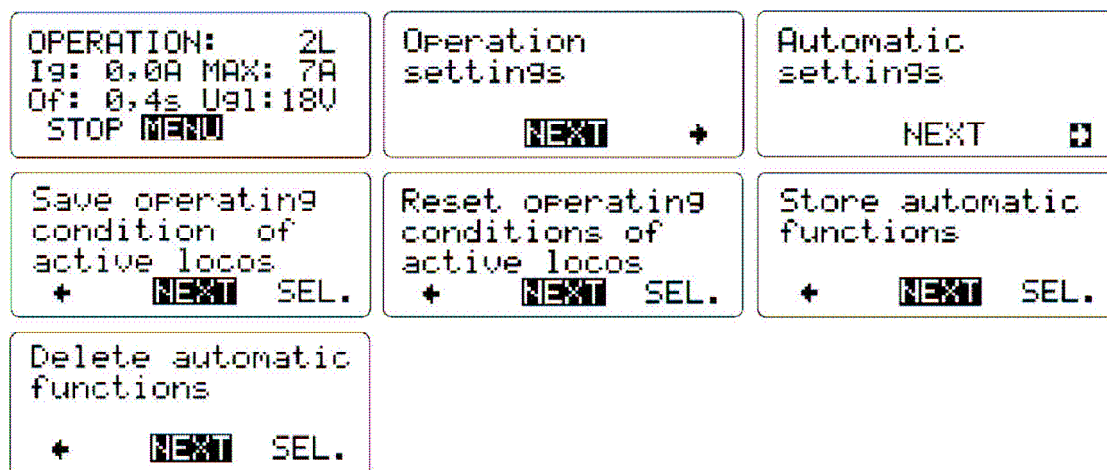 OPERATION: 2L
Ig: 0,0A MAX: 7A
Of: 0,4s Ugl:18V
STOP MENU
Operation
settings
NEXT →
Automatic
settings
NEXT →
Save operating
condition of
active locos
← NEXT SEL.
Reset operating
conditions of
active locos
← NEXT SEL.
Store automatic
functions
← NEXT SEL.
Delete automatic
functions
← NEXT SEL.